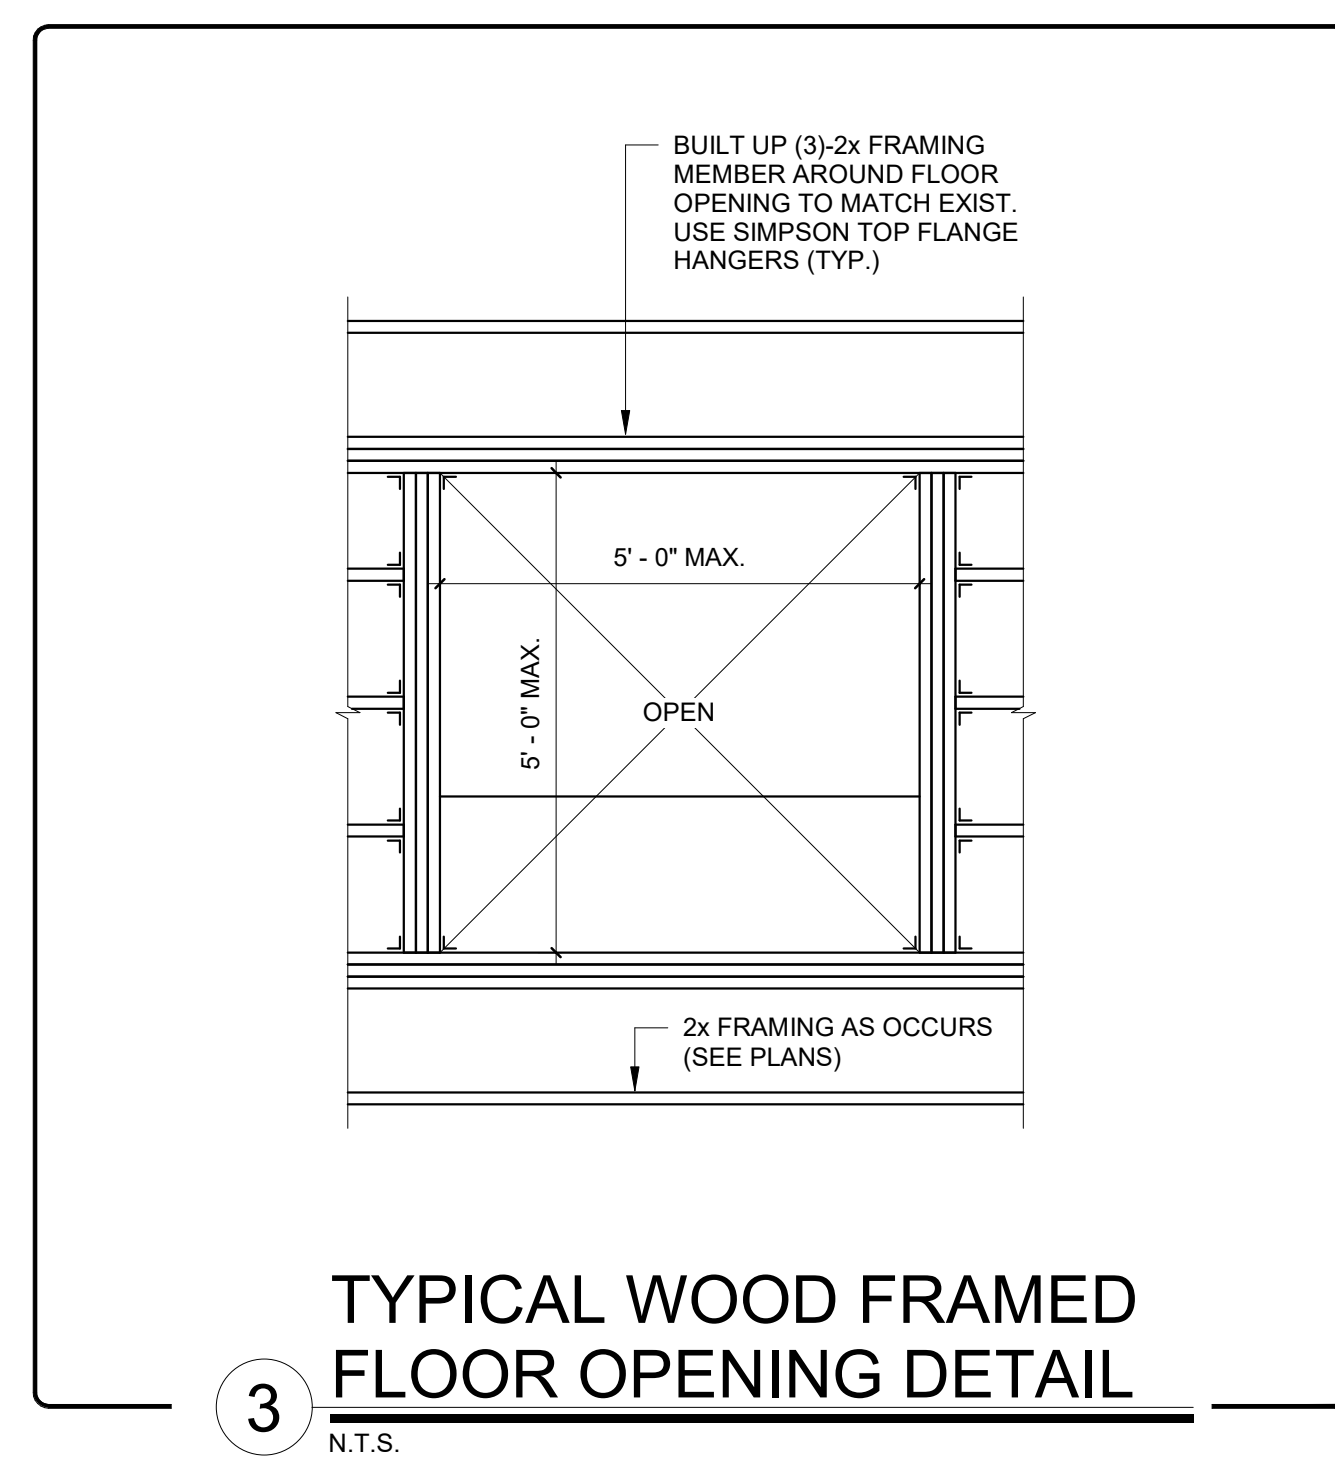 BUILT UP (3)-2x FRAMING
MEMBER AROUND FLOOR
OPENING TO MATCH EXIST.
USE SIMPSON TOP FLANGE
HANGERS (TYP.)
5' - 0" MAX.
5' - 0" MAX.
OPEN
2x FRAMING AS OCCURS
(SEE PLANS)
TYPICAL WOOD FRAMED
FLOOR OPENING DETAIL
3
N.T.S.